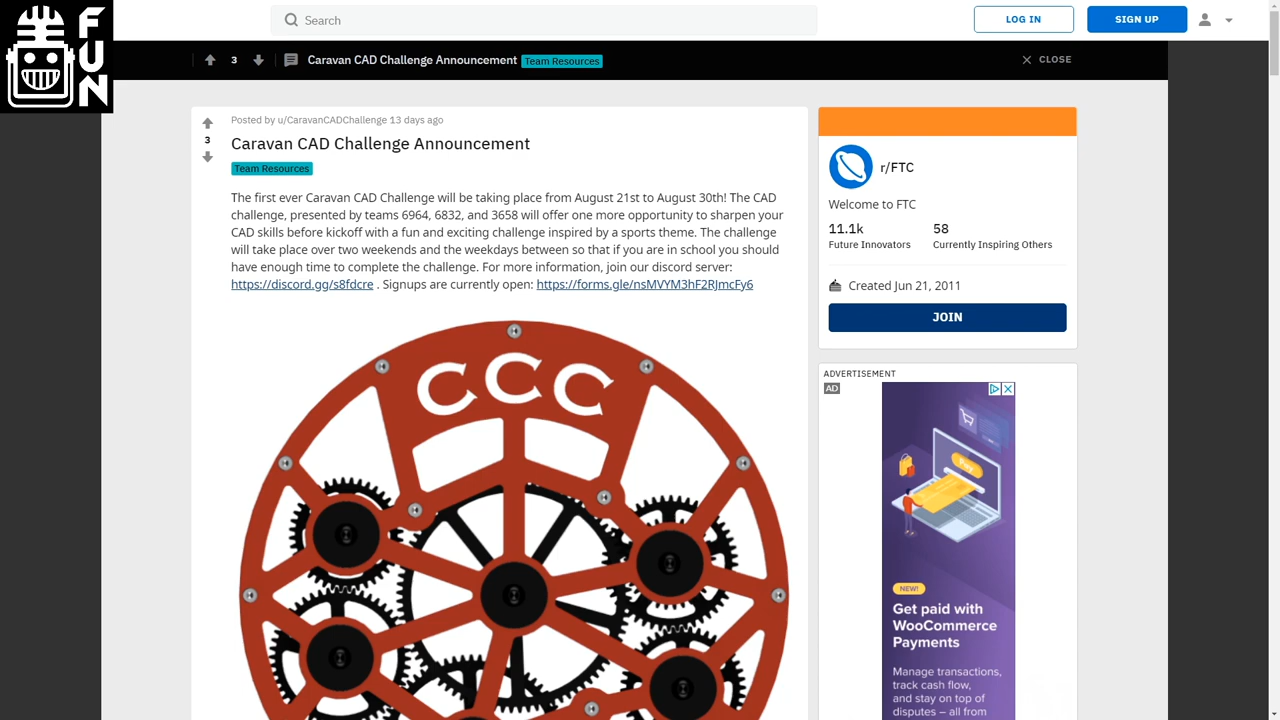 FUN
Search
LOG IN
SIGN UP
3
Caravan CAD Challenge Announcement
Team Resources
CLOSE
Posted by u/CaravanCADChallenge 13 days ago
3
Caravan CAD Challenge Announcement
Team Resources
The first ever Caravan CAD Challenge will be taking place from August 21st to August 30th! The CAD
challenge, presented by teams 6964, 6832, and 3658 will offer one more opportunity to sharpen your
CAD skills before kickoff with a fun and exciting challenge inspired by a sports theme. The challenge
will take place over two weekends and the weekdays between so that if you are in school you should
have enough time to complete the challenge. For more information, join our discord server:
https://discord.gg/s8fdcre . Signups are currently open: https://forms.gle/nsMVYM3hF2RJmcFy6
CCC
r/FTC
Welcome to FTC
11.1k
58
Future Innovators
Currently Inspiring Others
Created Jun 21, 2011
JOIN
ADVERTISEMENT
AD
Pay
NEW!
Get paid with
WooCommerce
Payments
Manage transactions,
track cash flow,
and stay on top of
disputes – all from